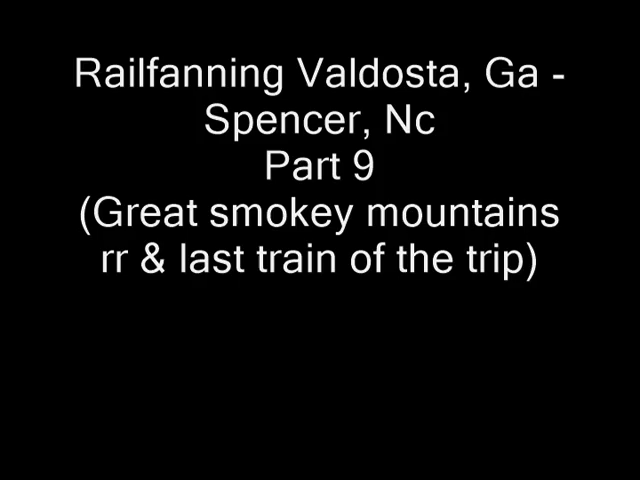 Railfanning Valdosta, Ga -
Spencer, Nc
Part 9
(Great smokey mountains
rr & last train of the trip)